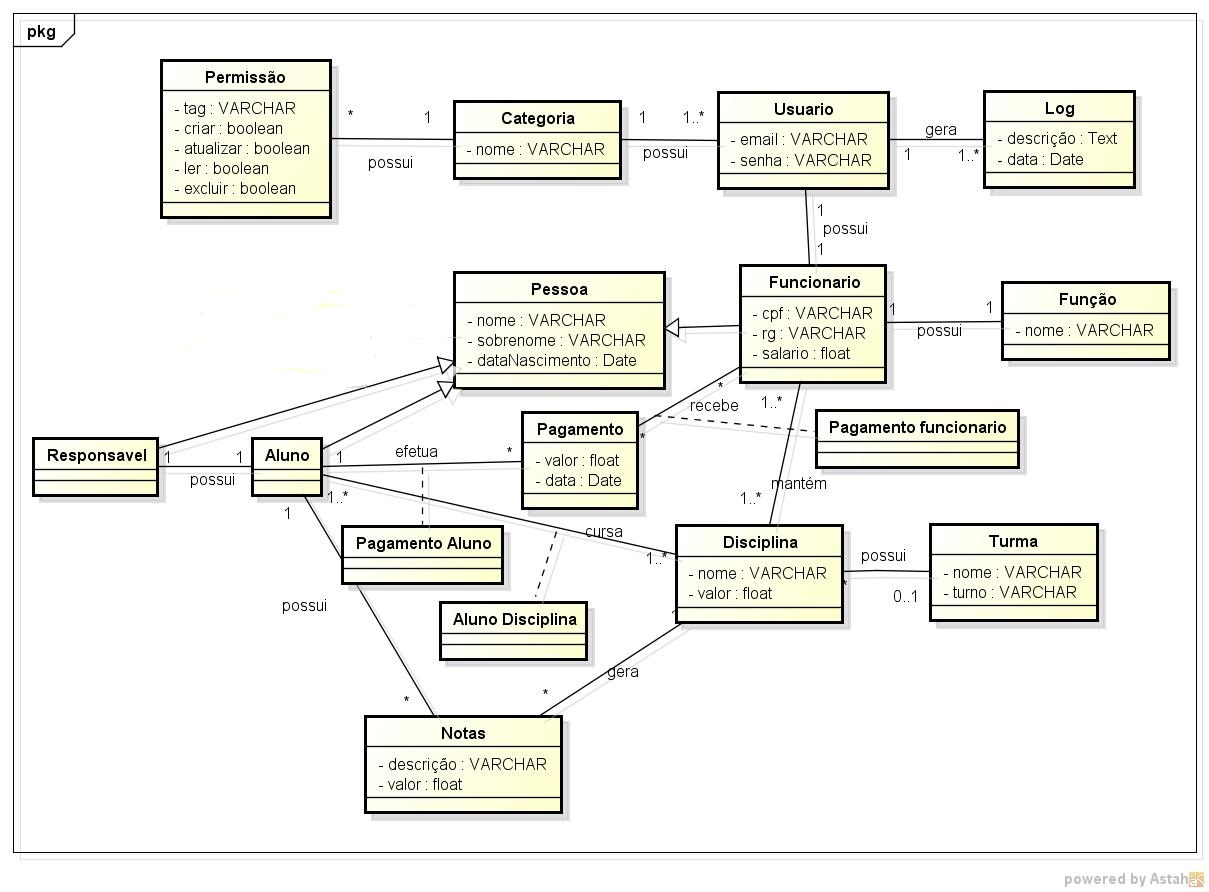 pkg
Permissão
- tag : VARCHAR
- criar : boolean
- atualizar : boolean
- ler : boolean
- excluir : boolean
*
1
possui
Categoria
- nome : VARCHAR
1
1..*
possui
Usuario
- email : VARCHAR
- senha : VARCHAR
gera
1
1..*
Log
- descrição : Text
- data : Date
1
possui
1
Pessoa
- nome : VARCHAR
- sobrenome : VARCHAR
- dataNascimento : Date
Funcionario
- cpf : VARCHAR
- rg : VARCHAR
- salario : float
1
1
possui
Função
- nome : VARCHAR
*
recebe
*
1..*
Pagamento funcionario
Responsavel
1
1
possui
Aluno
1
efetua
*
Pagamento
- valor : float
- data : Date
mantém
1..*
1..*
1
Pagamento Aluno
cursa
1..*
Disciplina
- nome : VARCHAR
- valor : float
possui
*
0..1
Turma
- nome : VARCHAR
- turno : VARCHAR
possui
Aluno Disciplina
gera
*
*
Notas
- descrição : VARCHAR
- valor : float
powered by Astah